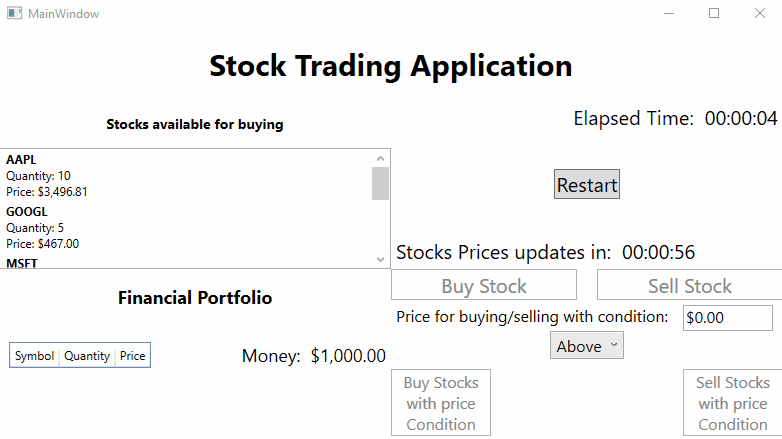 MainWindow
Stock Trading Application
Stocks available for buying
Elapsed Time: 00:00:04
AAPL
Quantity: 10
Price: $3,496.81
GOOGL
Quantity: 5
Price: $467.00
MSFT
Restart
Stocks Prices updates in: 00:00:56
Buy Stock
Sell Stock
Financial Portfolio
Price for buying/selling with condition: $0.00
Above
Symbol Quantity Price
Money: $1,000.00
Buy Stocks
with price
Condition
Sell Stocks
with price
Condition